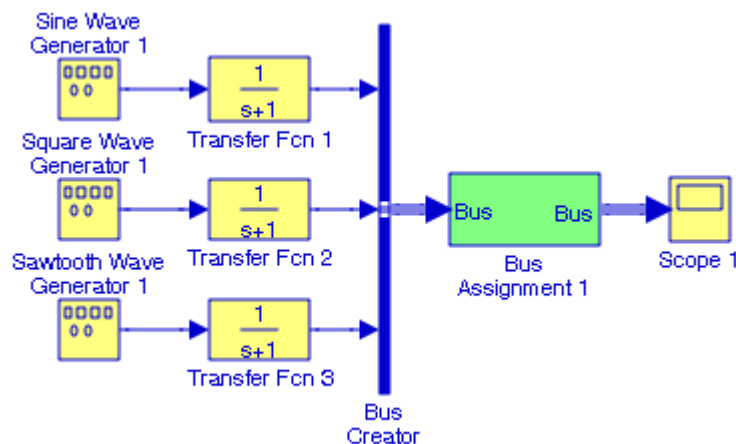 Sine Wave
Generator 1
1
s+1
Transfer Fcn 1
Square Wave
Generator 1
1
s+1
Transfer Fcn 2
Sawtooth Wave
Generator 1
1
s+1
Transfer Fcn 3
Bus
Creator
Bus Bus
Bus
Assignment 1
Scope 1